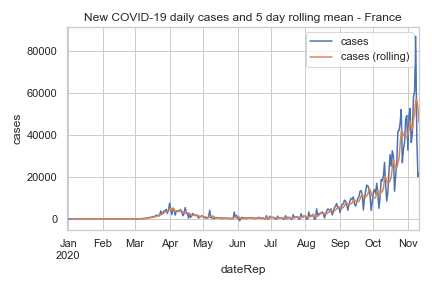 New COVID-19 daily cases and 5 day rolling mean - France
cases
cases (rolling)
80000
60000
40000
20000
0
cases
Jan Feb Mar Apr May Jun Jul Aug Sep Oct Nov
2020
dateRep